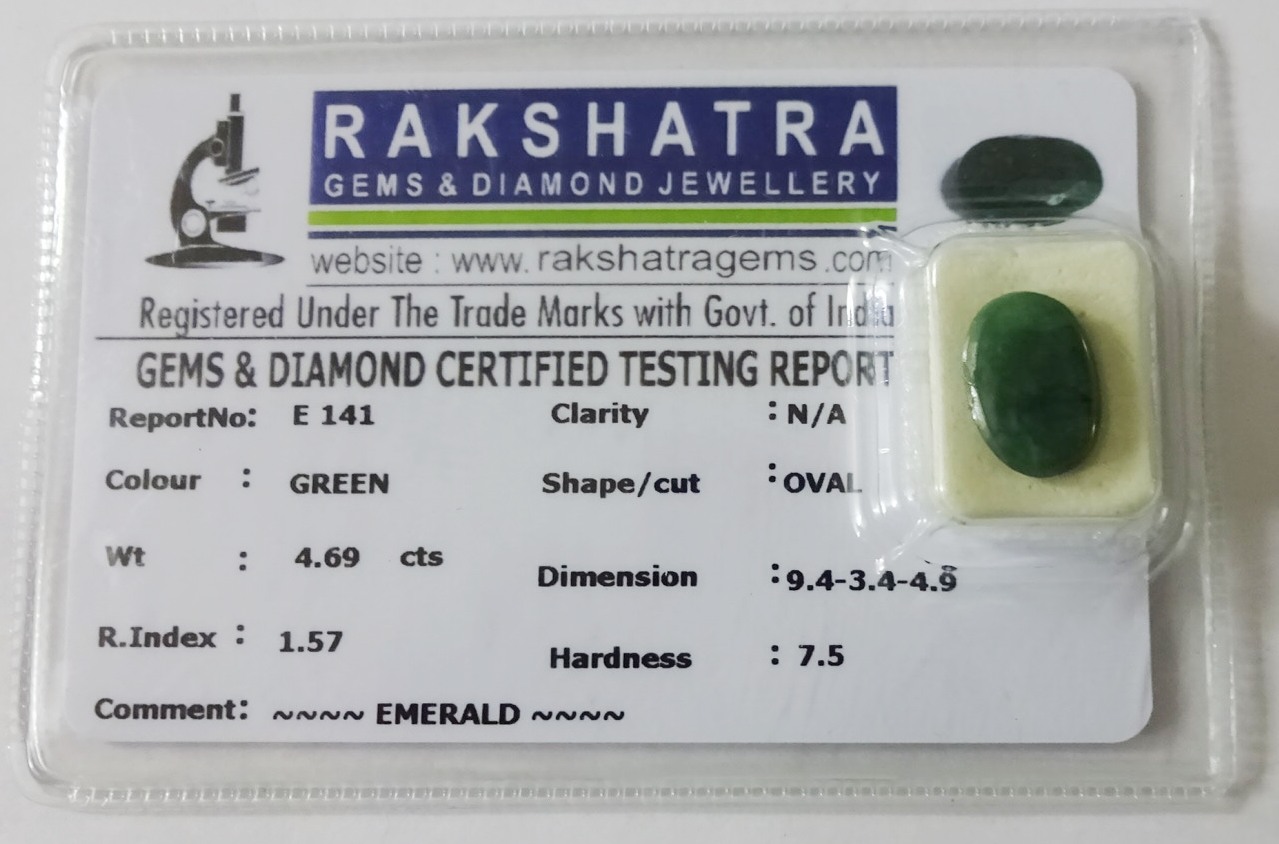 RAKSHATRA
GEMS & DIAMOND JEWELLERY
website : www.rakshatragems.com
Registered Under The Trade Marks with Govt. of India
GEMS & DIAMOND CERTIFIED TESTING REPORT
ReportNo: E 141 Clarity : N/A
Colour : GREEN Shape/cut : OVAL
Wt : 4.69 cts Dimension : 9.4-3.4-4.9
R.Index : 1.57 Hardness : 7.5
Comment: ~~~~ EMERALD ~~~~